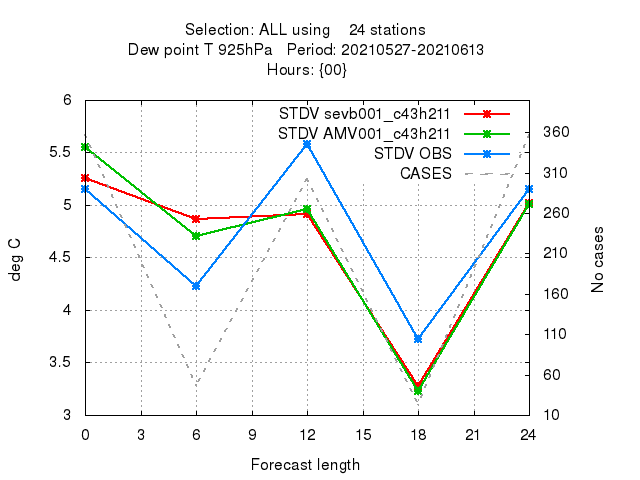 Selection: ALL using 24 stations
Dew point T 925hPa Period: 20210527-20210613
Hours: {00}
STDV sevb001_c43h211
STDV AMV001_c43h211
STDV OBS
CASES
6
5.5
5
4.5
4
3.5
3
360
310
260
210
160
110
60
10
deg C
No cases
0 3 6 9 12 15 18 21 24
Forecast length